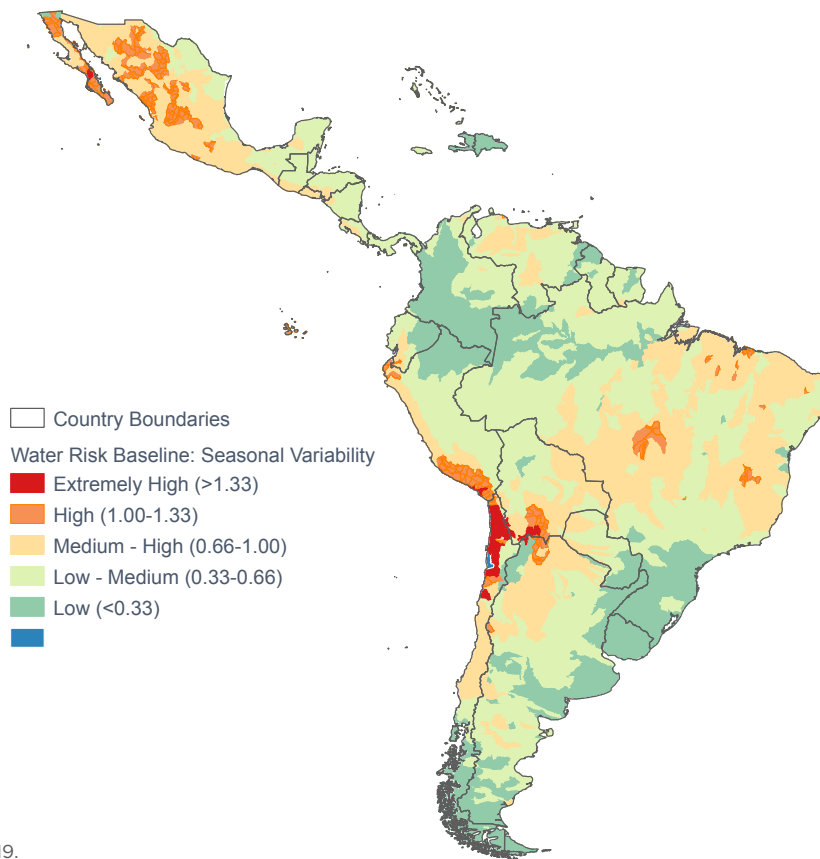 Country Boundaries
Water Risk Baseline: Seasonal Variability
Extremely High (>1.33)
High (1.00-1.33)
Medium - High (0.66-1.00)
Low - Medium (0.33-0.66)
Low (<0.33)
19.